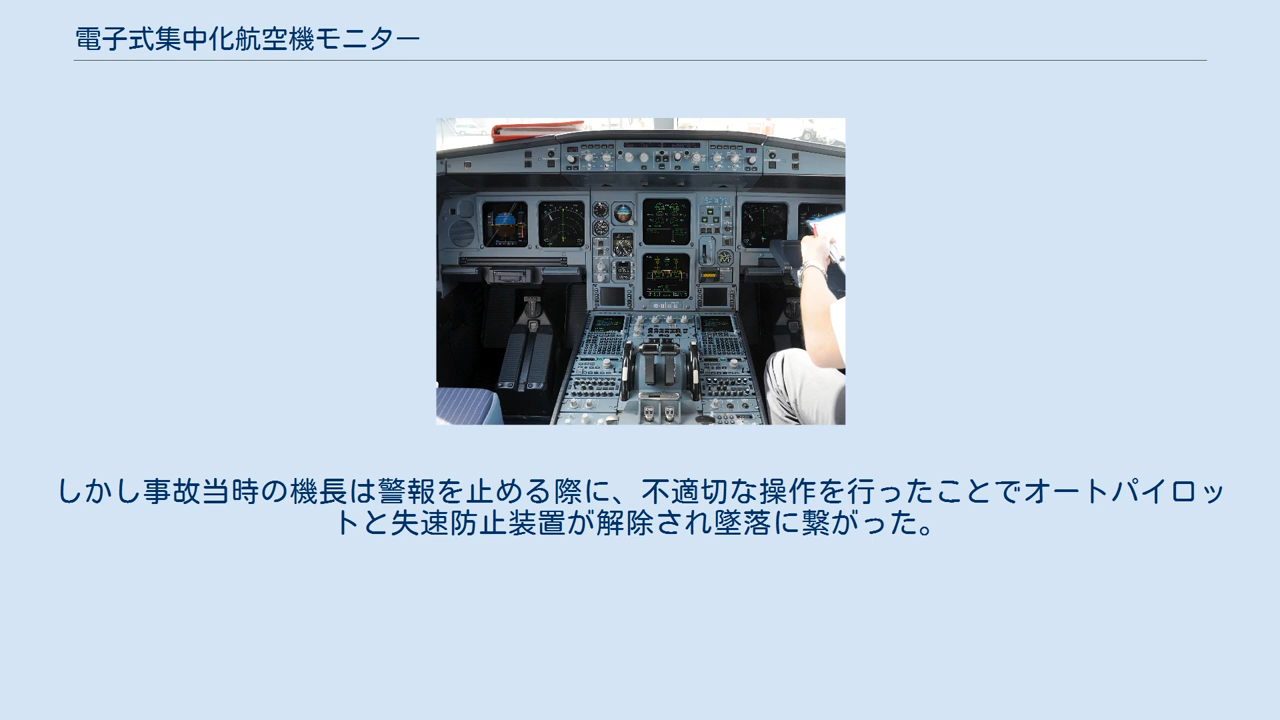 電子式集中化航空機モニター
しかし事故当時の機長は警報を止める際に、不適切な操作を行ったことでオートパイロッ
トと失速防止装置が解除され墜落に繋がった。